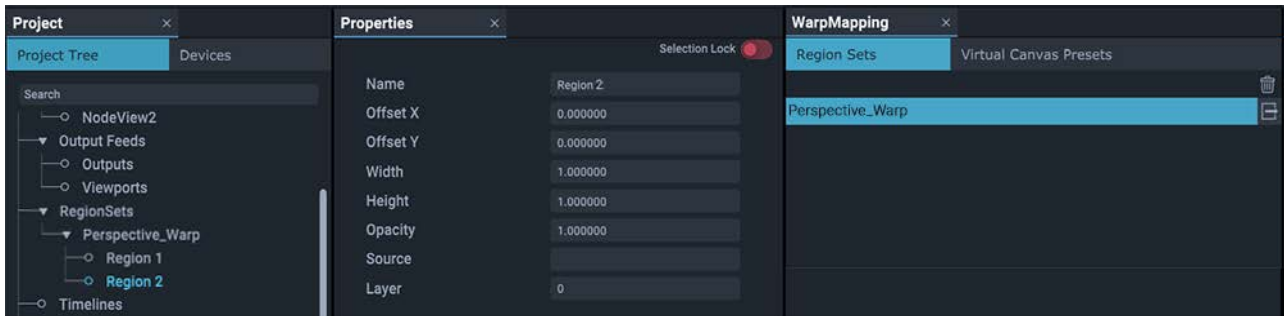 Project
Project Tree
Devices
Search
NodeView2
Output Feeds
Outputs
Viewports
RegionSets
Perspective_Warp
Region 1
Region 2
Timelines
Properties
Selection Lock
Name Region 2
Offset X 0.000000
Offset Y 0.000000
Width 1.000000
Height 1.000000
Opacity 1.000000
Source
Layer 0
WarpMapping
Region Sets
Virtual Canvas Presets
Perspective_Warp